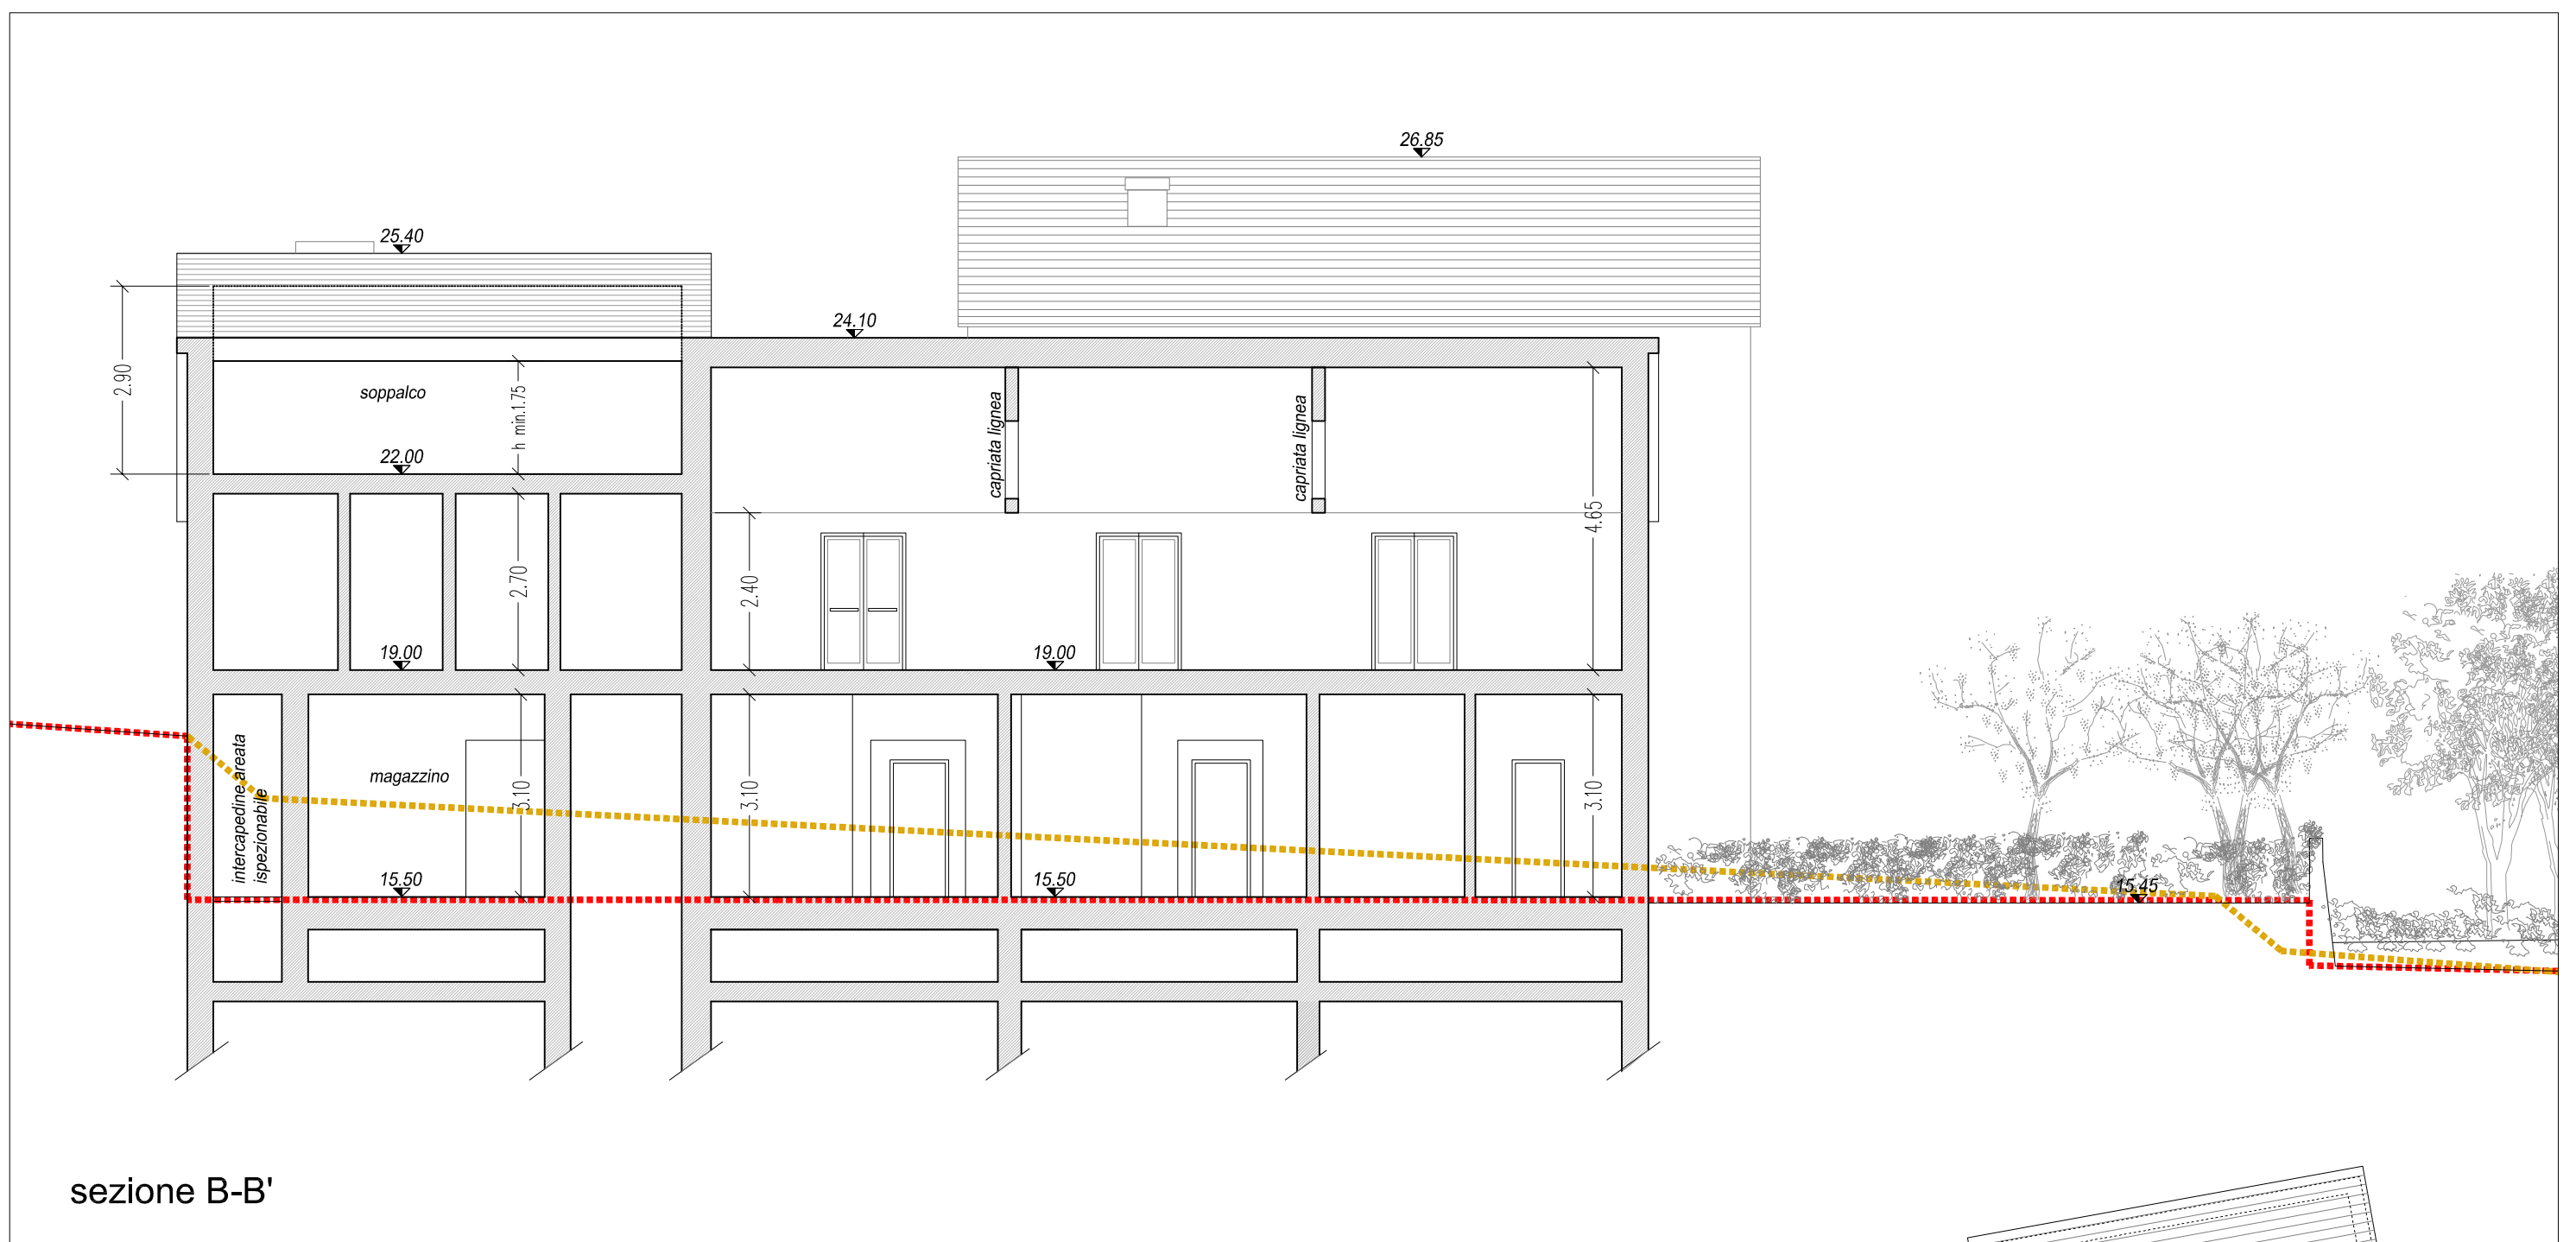 26.85
25.40
24.10
2.90
soppalco
h min.1.75
capriata lignea
capriata lignea
22.00
4.65
2.70
2.40
19.00
19.00
intercapedine areata
ispezionabile
magazzino
3.10
3.10
3.10
15.50
15.50
15.45
sezione B-B'